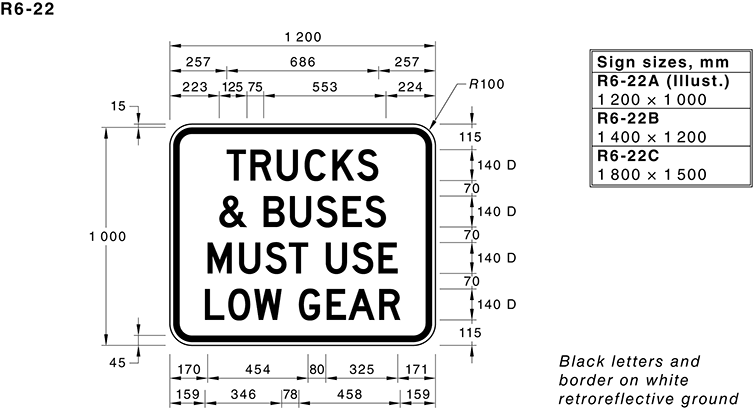 R6-22
1 200
257 686 257
223 125 75 553 224
R100
15
115
140 D
70
140 D
70
140 D
70
140 D
115
1 000
45
TRUCKS
& BUSES
MUST USE
LOW GEAR
170 454 80 325 171
159 346 78 458 159
Sign sizes, mm
R6-22A (Illust.)
1 200 × 1 000
R6-22B
1 400 × 1 200
R6-22C
1 800 × 1 500
Black letters and
border on white
retroreflective ground